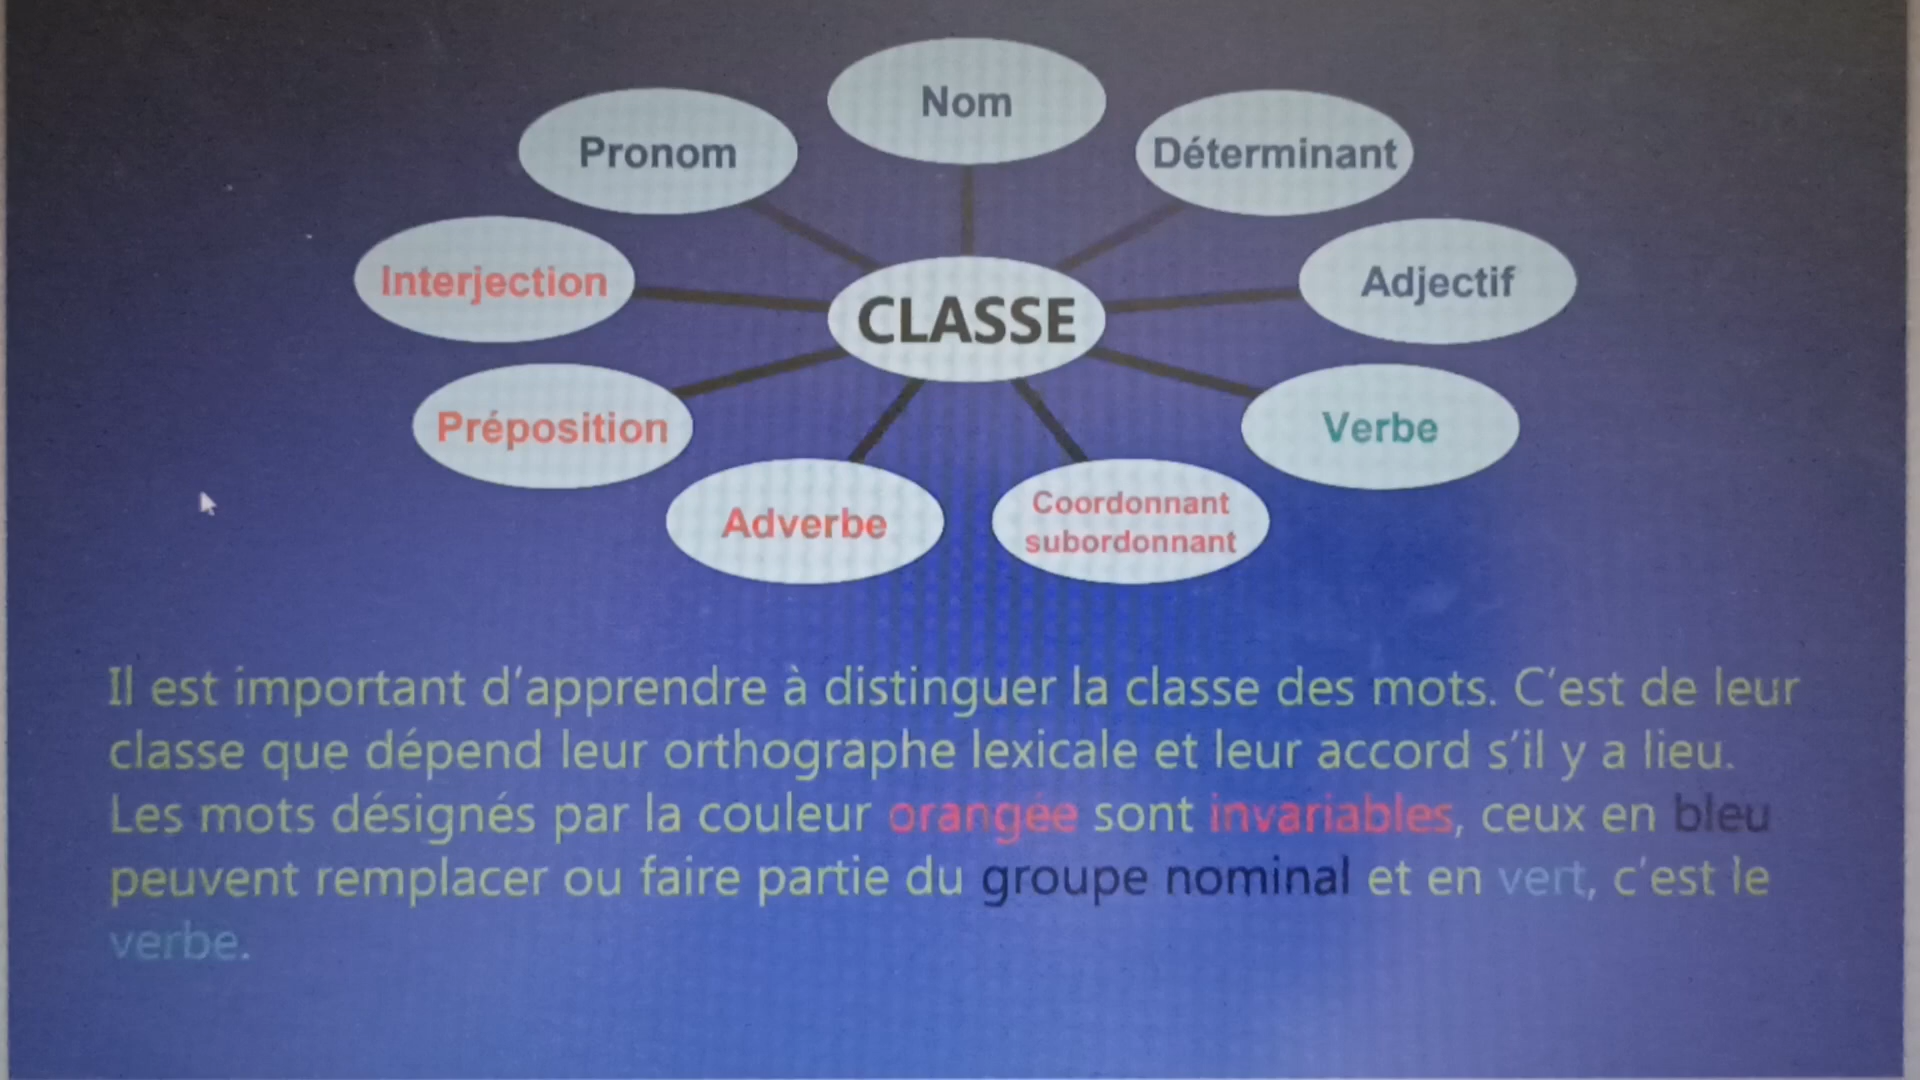 Nom
Pronom
Déterminant
Interjection
Adjectif
CLASSE
Préposition
Verbe
Adverbe
Coordonnant
subordonnant
Il est important d'apprendre à distinguer la classe des mots. C'est de leur
classe que dépend leur orthographe lexicale et leur accord s'il y a lieu.
Les mots désignés par la couleur orangée sont invariables, ceux en bleu
peuvent remplacer ou faire partie du groupe nominal et en vert, c'est le
verbe.